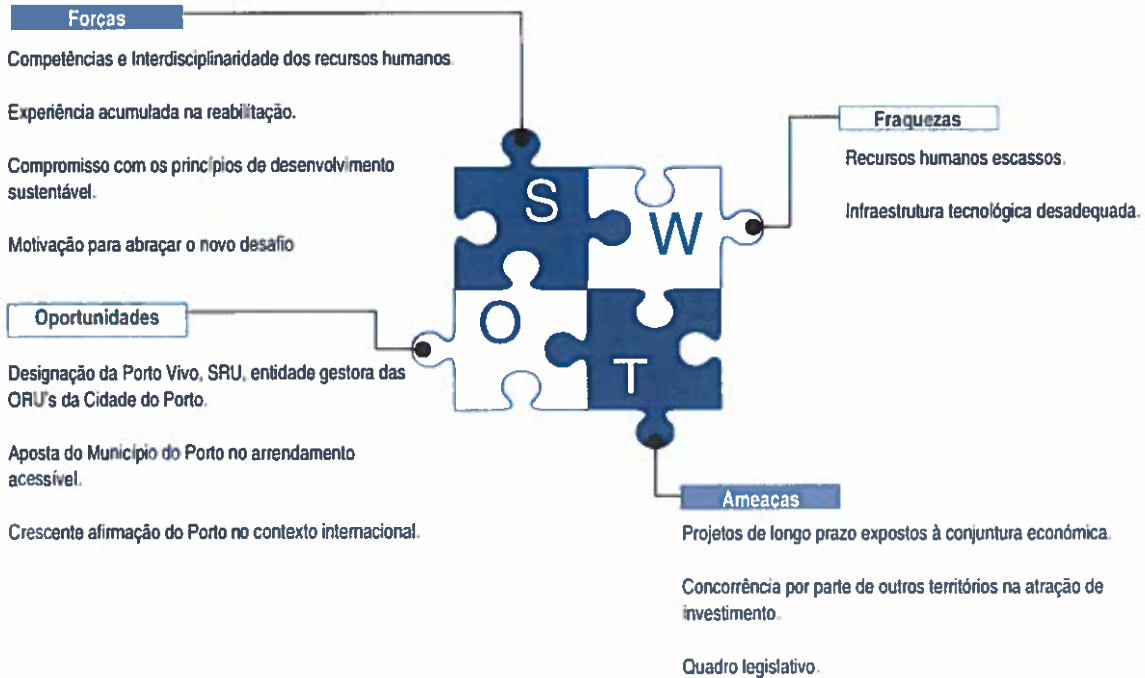 Forças
Competências e Interdisciplinaridade dos recursos humanos.
Experiência acumulada na reabilitação.
Compromisso com os princípios de desenvolvimento
sustentável.
Motivação para abraçar o novo desafio
Fraquezas
Recursos humanos escassos.
Infraestrutura tecnológica desadequada.
S
W
O
T
Oportunidades
Designação da Porto Vivo, SRU, entidade gestora das
ORU's da Cidade do Porto.
Aposta do Município do Porto no arrendamento
acessível.
Crescente afirmação do Porto no contexto internacional.
Ameaças
Projetos de longo prazo expostos à conjuntura económica.
Concorrência por parte de outros territórios na atração de
investimento.
Quadro legislativo.